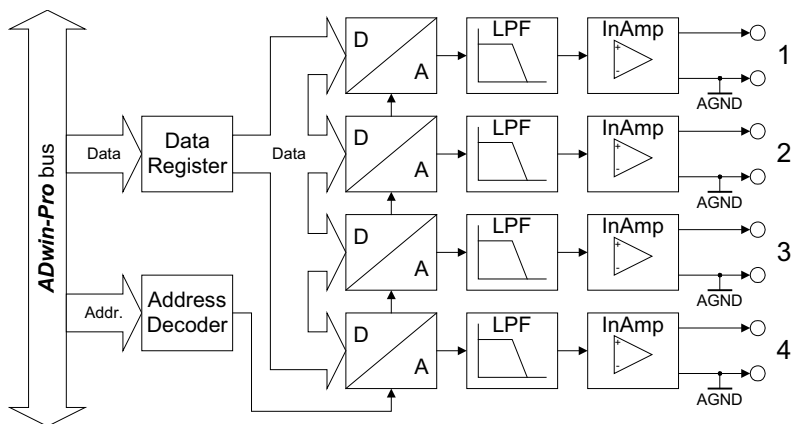 ADwin-Pro bus
Data
Data
Register
Data
Addr.
Address
Decoder
D
A
LPF
InAmp
+
-
AGND
1
D
A
LPF
InAmp
+
-
AGND
2
D
A
LPF
InAmp
+
-
AGND
3
D
A
LPF
InAmp
+
-
AGND
4